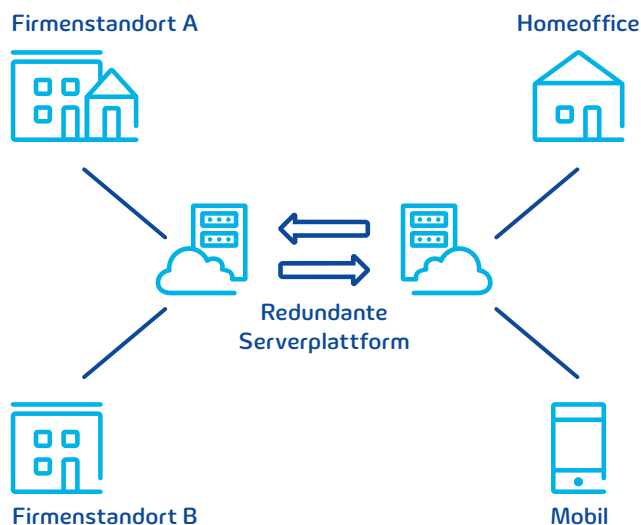 Firmenstandort A
Homeoffice
Redundante
Serverplattform
Firmenstandort B
Mobil